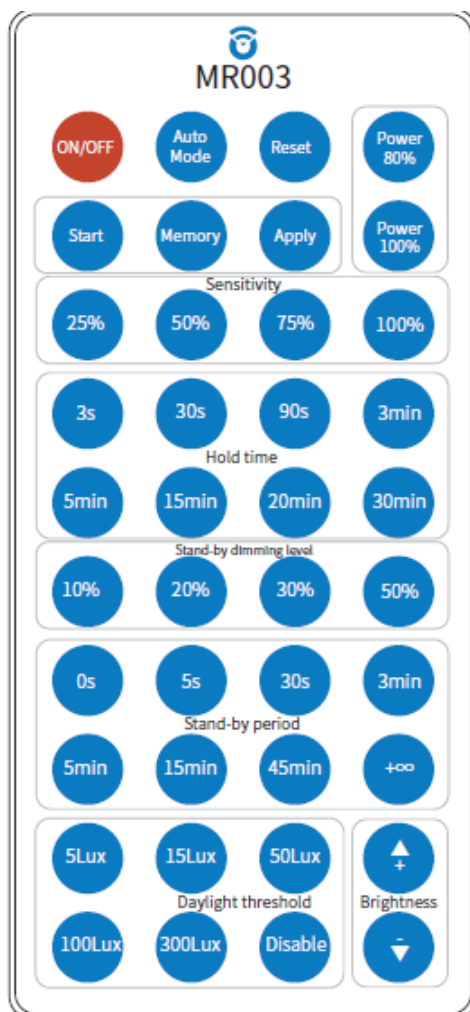 MR003
ON/OFF
Auto
Mode
Reset
Power
80%
Start
Memory
Apply
Power
100%
Sensitivity
25%
50%
75%
100%
3s
30s
90s
3min
Hold time
5min
15min
20min
30min
Stand-by dimming level
10%
20%
30%
50%
0s
5s
30s
3min
Stand-by period
5min
15min
45min
+∞
5Lux
15Lux
50Lux
+
Daylight threshold
Brightness
100Lux
300Lux
Disable
-